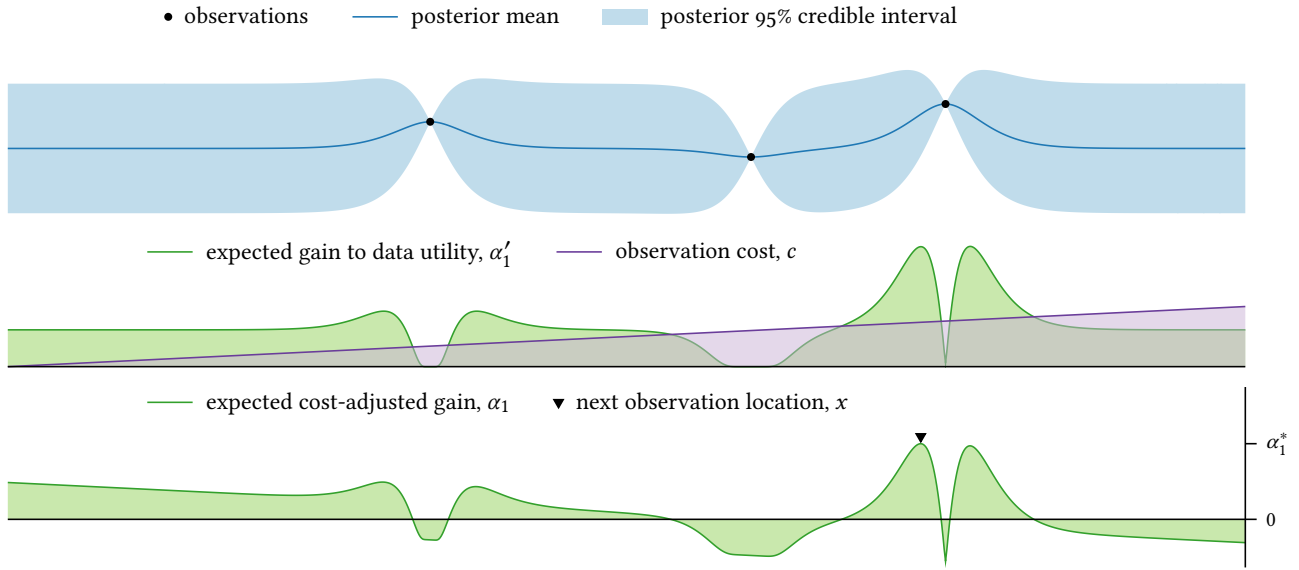 observations posterior mean posterior 95% credible interval
expected gain to data utility, α′₁ observation cost, c
expected cost-adjusted gain, α₁ next observation location, x
α₁*
0